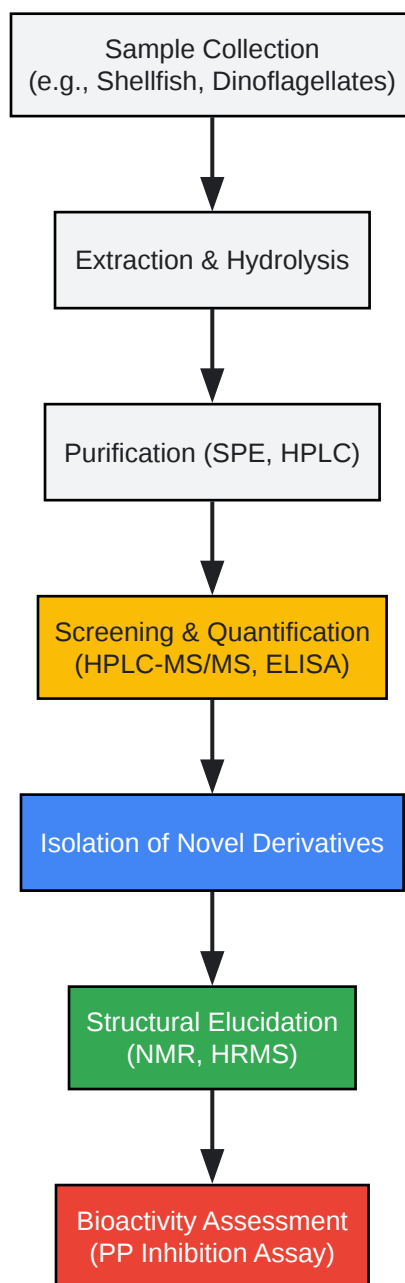 Sample Collection
(e.g., Shellfish, Dinoflagellates)
Extraction & Hydrolysis
Purification (SPE, HPLC)
Screening & Quantification
(HPLC-MS/MS, ELISA)
Isolation of Novel Derivatives
Structural Elucidation
(NMR, HRMS)
Bioactivity Assessment
(PP Inhibition Assay)